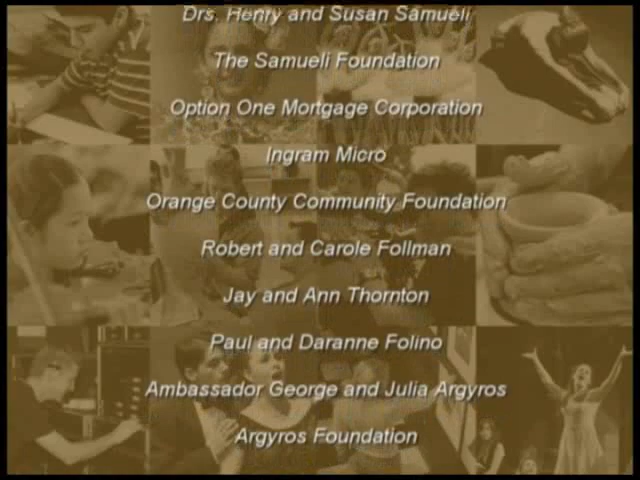 Drs. Henry and Susan Samueli
The Samueli Foundation
Option One Mortgage Corporation
Ingram Micro
Orange County Community Foundation
Robert and Carole Follman
Jay and Ann Thornton
Paul and Daranne Folino
Ambassador George and Julia Argyros
Argyros Foundation